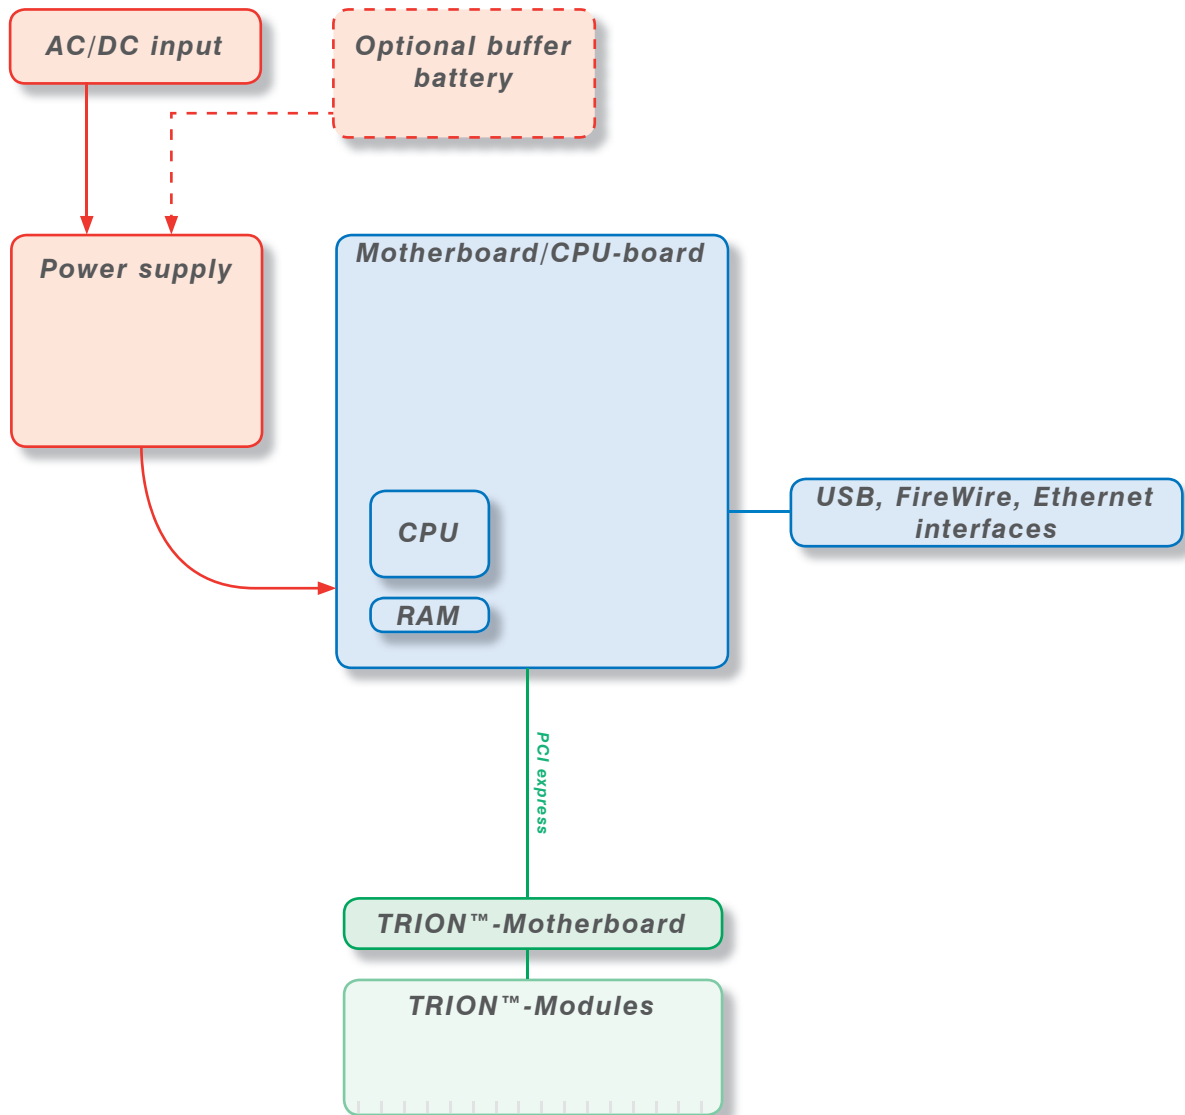 AC/DC input
Optional buffer
battery
Power supply
Motherboard/CPU-board
CPU
RAM
USB, FireWire, Ethernet
interfaces
PCI express
TRION™-Motherboard
TRION™-Modules